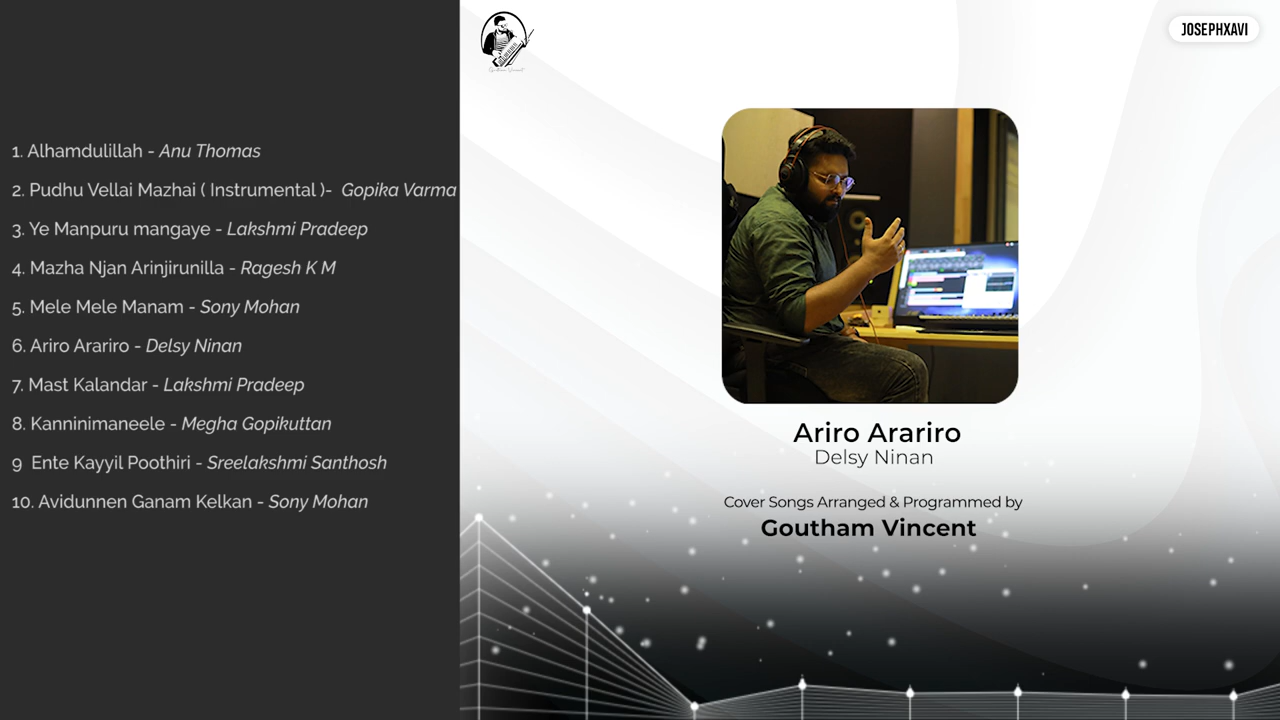 1. Alhamdulillah - Anu Thomas
2. Pudhu Vellai Mazhai ( Instrumental )- Gopika Varma
3. Ye Manpuru mangaye - Lakshmi Pradeep
4. Mazha Njan Arinjirunilla - Ragesh K M
5. Mele Mele Manam - Sony Mohan
6. Ariro Arariro - Delsy Ninan
7. Mast Kalandar - Lakshmi Pradeep
8. Kanninimaneele - Megha Gopikuttan
9 Ente Kayyil Poothiri - Sreelakshmi Santhosh
10. Avidunnen Ganam Kelkan - Sony Mohan
JOSEPHXAVI
Ariro Arariro
Delsy Ninan
Cover Songs Arranged & Programmed by
Goutham Vincent